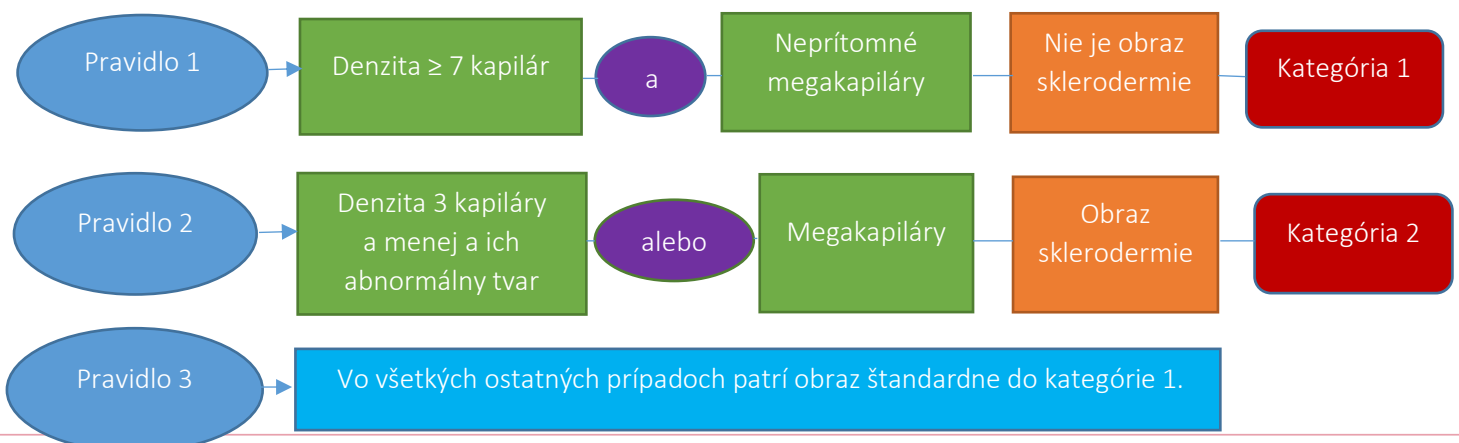 Pravidlo 1
Denzita ≥ 7 kapilár
a
Neprítomné
megakapiláry
Nie je obraz
sklerodermie
Kategória 1
Pravidlo 2
Denzita 3 kapiláry
a menej a ich
abnormálny tvar
alebo
Megakapiláry
Obraz
sklerodermie
Kategória 2
Pravidlo 3
Vo všetkých ostatných prípadoch patrí obraz štandardne do kategórie 1.